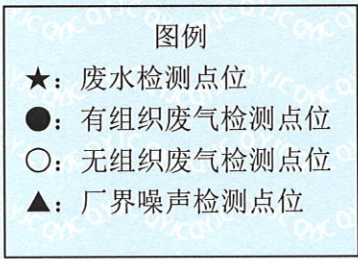 图例
★：废水检测点位
●：有组织废气检测点位
○：无组织废气检测点位
▲：厂界噪声检测点位